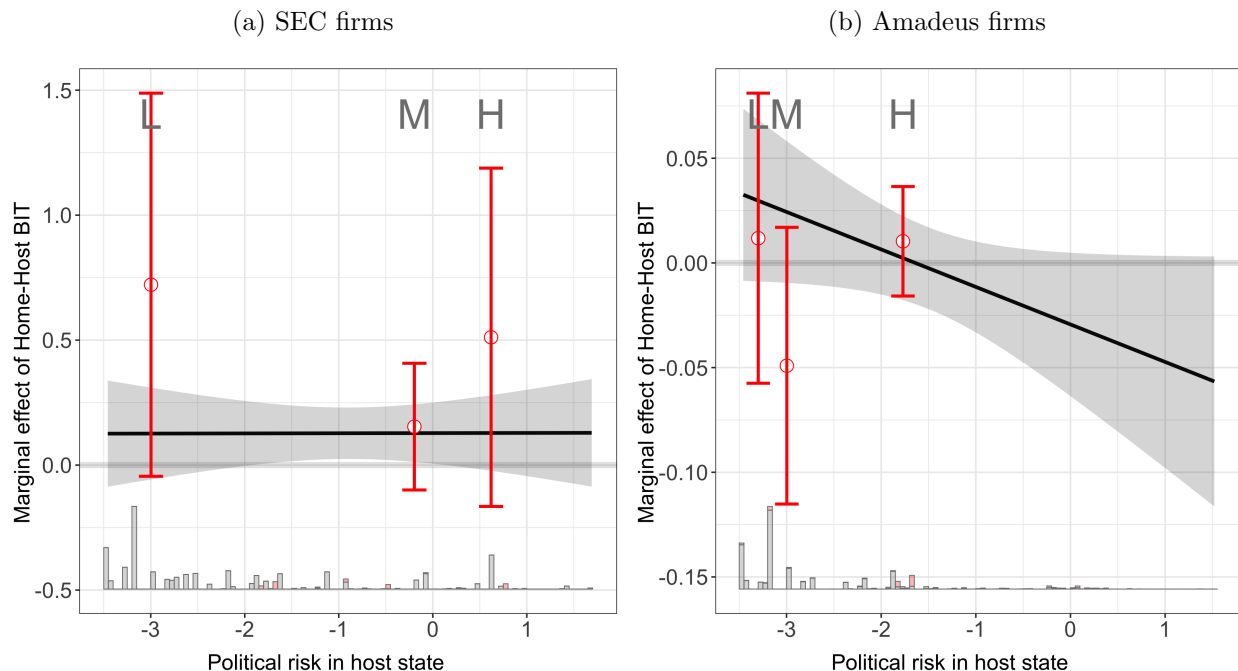 (a) SEC firms
Marginal effect of Home-Host BIT
1.5
1.0
0.5
0.0
-0.5
L
M
H
-3
-2
-1
0
1
Political risk in host state
(b) Amadeus firms
Marginal effect of Home-Host BIT
0.05
0.00
-0.05
-0.10
-0.15
L
M
H
-3
-2
-1
0
1
Political risk in host state